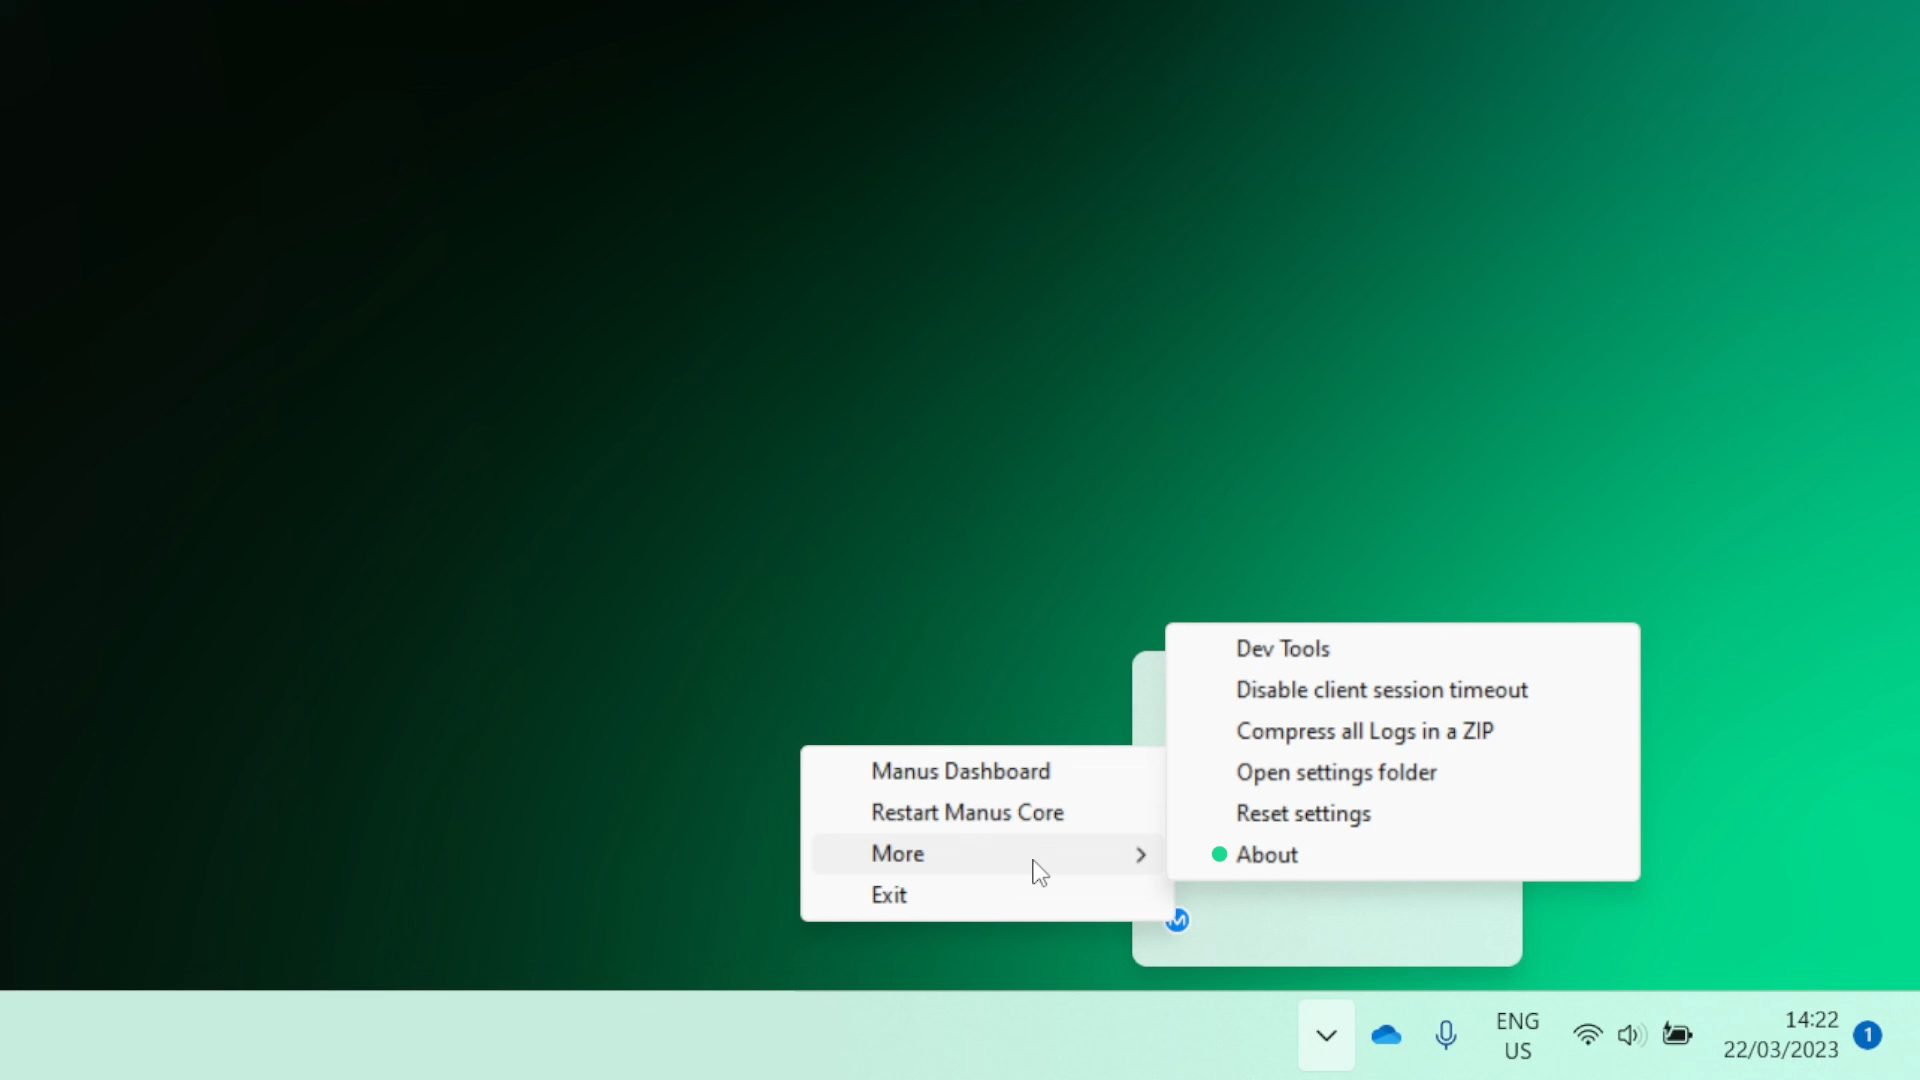 Dev Tools
Disable client session timeout
Compress all Logs in a ZIP
Open settings folder
Reset settings
About
Manus Dashboard
Restart Manus Core
More
Exit
M
ENG
US
14:22
22/03/2023
1